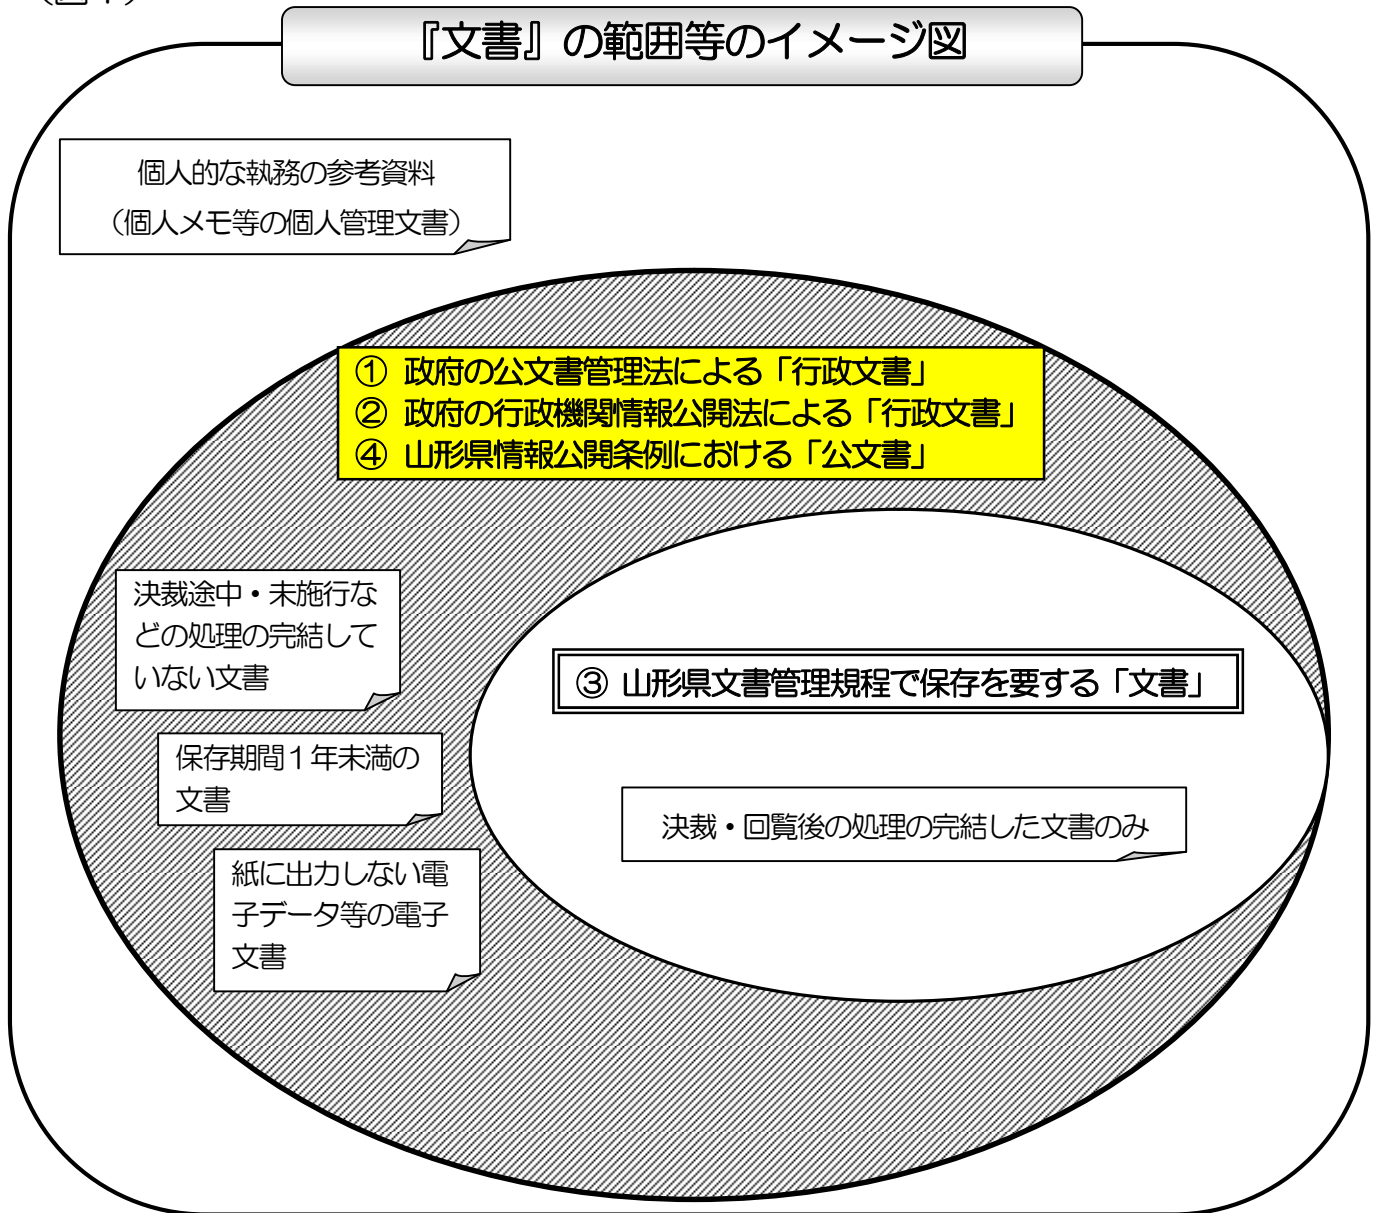 『文書』の範囲等のイメージ図
個人的な執務の参考資料
（個人メモ等の個人管理文書）
① 政府の公文書管理法による「行政文書」
② 政府の行政機関情報公開法による「行政文書」
④ 山形県情報公開条例における「公文書」
決裁途中・未施行な
どの処理の完結して
いない文書
③ 山形県文書管理規程で保存を要する「文書」
保存期間１年未満の
文書
決裁・回覧後の処理の完結した文書のみ
紙に出力しない電
子データ等の電子
文書